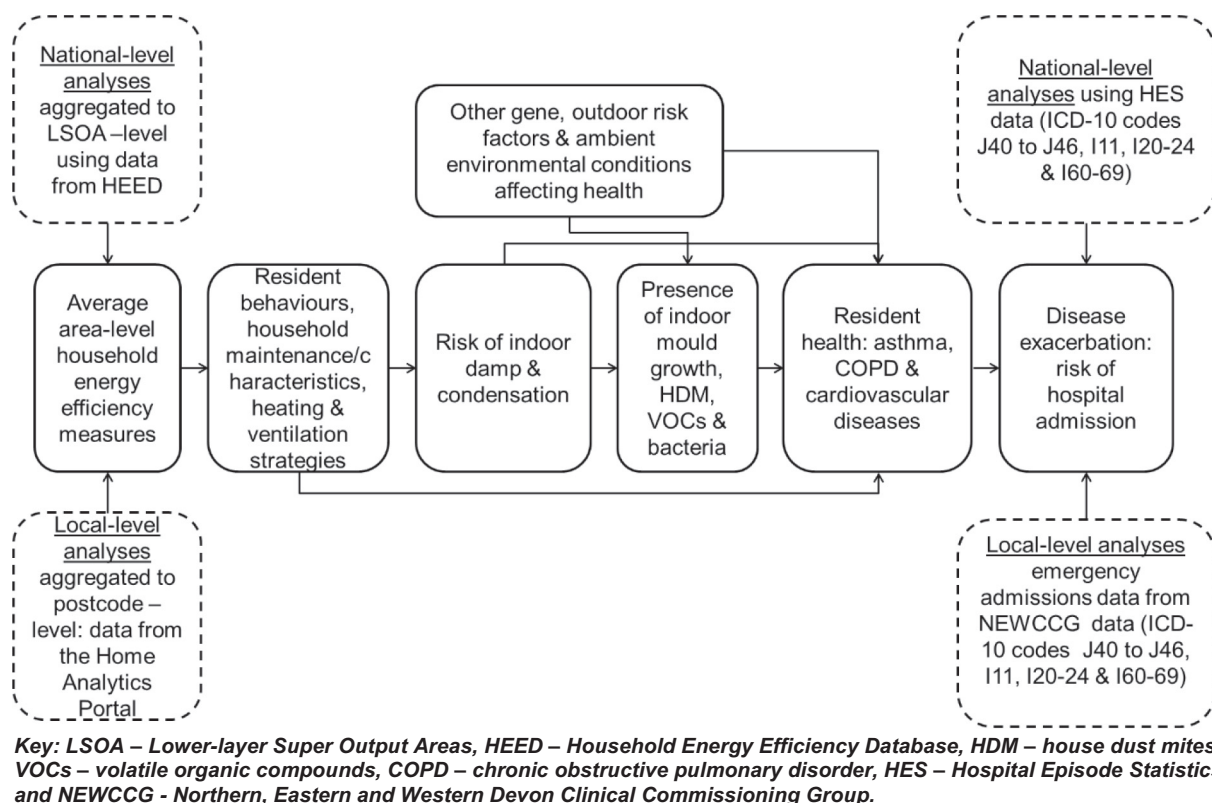 National-level
analyses
aggregated to
LSOA –level
using data
from HEED
Other gene, outdoor risk
factors & ambient
environmental conditions
affecting health
National-level
analyses using HES
data (ICD-10 codes
J40 to J46, I11, I20-24
& I60-69)
Average
area-level
household
energy
efficiency
measures
Resident
behaviours,
household
maintenance/c
haracteristics,
heating &
ventilation
strategies
Risk of indoor
damp &
condensation
Presence
of indoor
mould
growth,
HDM,
VOCs &
bacteria
Resident
health: asthma,
COPD &
cardiovascular
diseases
Disease
exacerbation:
risk of
hospital
admission
Local-level
analyses
aggregated to
postcode –
level: data from
the Home
Analytics
Portal
Local-level analyses
emergency
admissions data from
NEWCCG data (ICD-
10 codes J40 to J46,
I11, I20-24 & I60-69)
Key: LSOA – Lower-layer Super Output Areas, HEED – Household Energy Efficiency Database, HDM – house dust mites
VOCs – volatile organic compounds, COPD – chronic obstructive pulmonary disorder, HES – Hospital Episode Statistics
and NEWCCG - Northern, Eastern and Western Devon Clinical Commissioning Group.